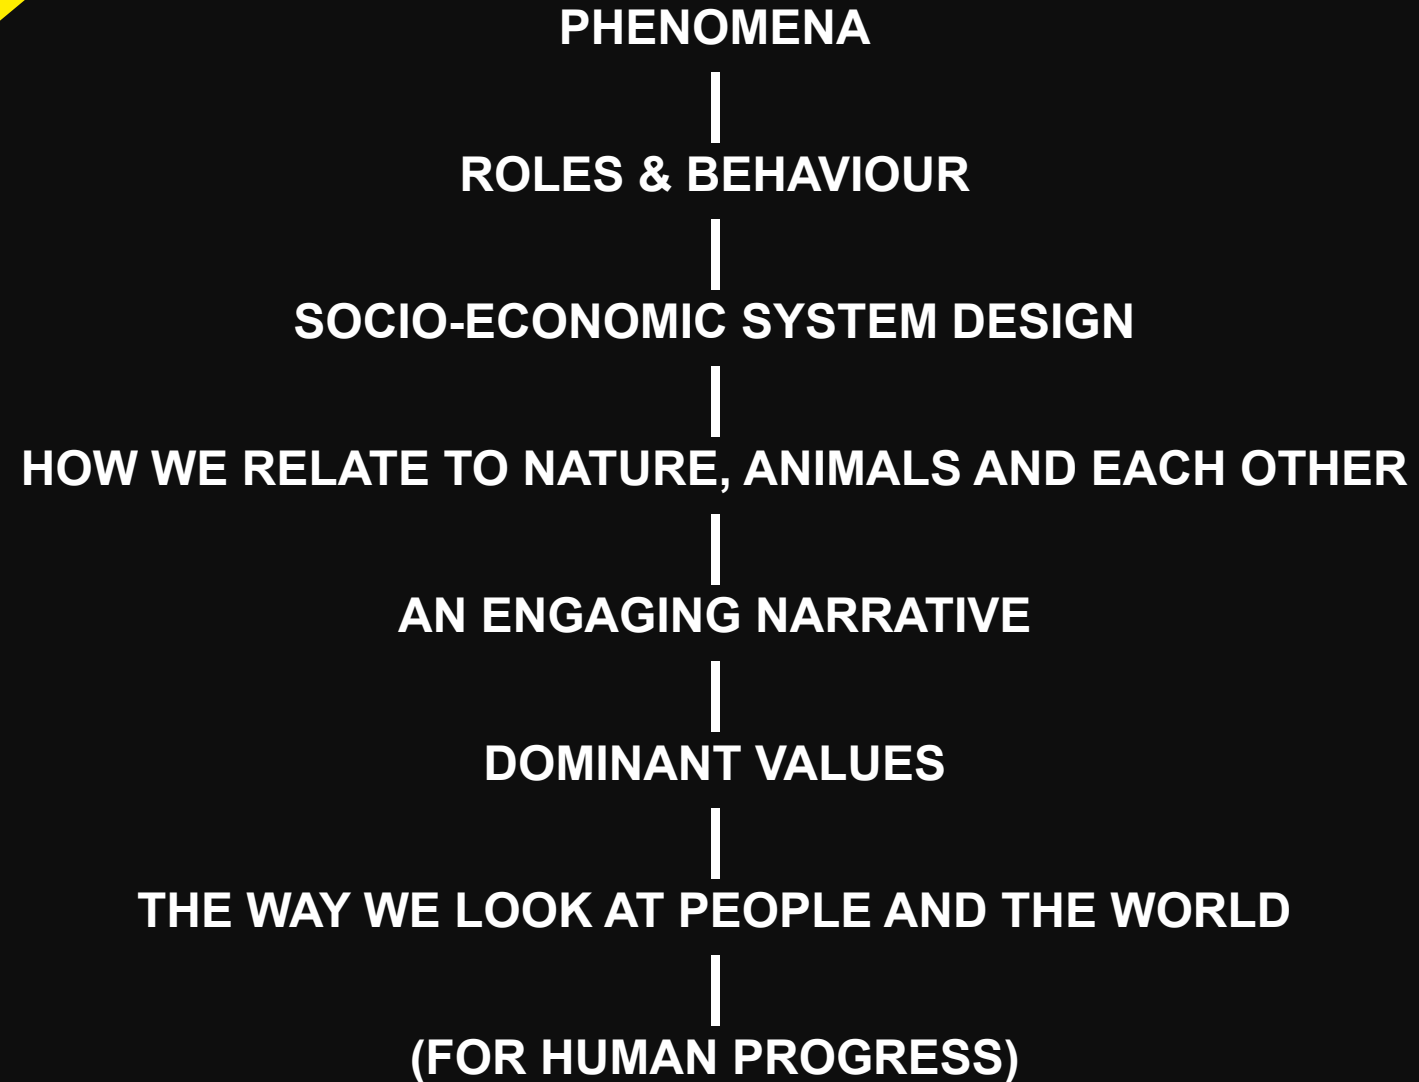 PHENOMENA
ROLES & BEHAVIOUR
SOCIO-ECONOMIC SYSTEM DESIGN
HOW WE RELATE TO NATURE, ANIMALS AND EACH OTHER
AN ENGAGING NARRATIVE
DOMINANT VALUES
THE WAY WE LOOK AT PEOPLE AND THE WORLD
(FOR HUMAN PROGRESS)